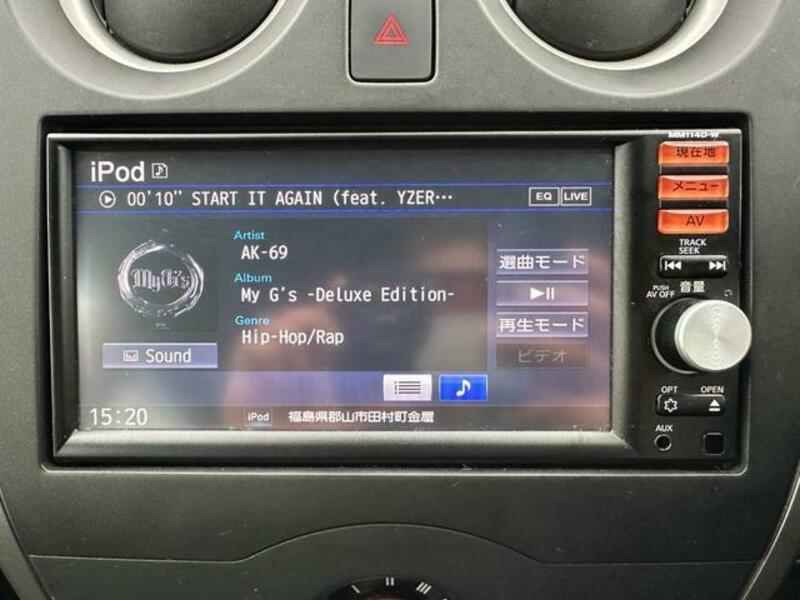 MM114D-W
iPod
00'10" START IT AGAIN (feat. YZER…
EQ LIVE
現在地
メニュー
AV
TRACK
SEEK
Artist
AK-69
Album
My G's -Deluxe Edition-
Genre
Hip-Hop/Rap
My G's
Sound
選曲モード
再生モード
ビデオ
PUSH
AV OFF
音量
OPT OPEN
AUX
15:20
iPod
福島県郡山市田村町金屋